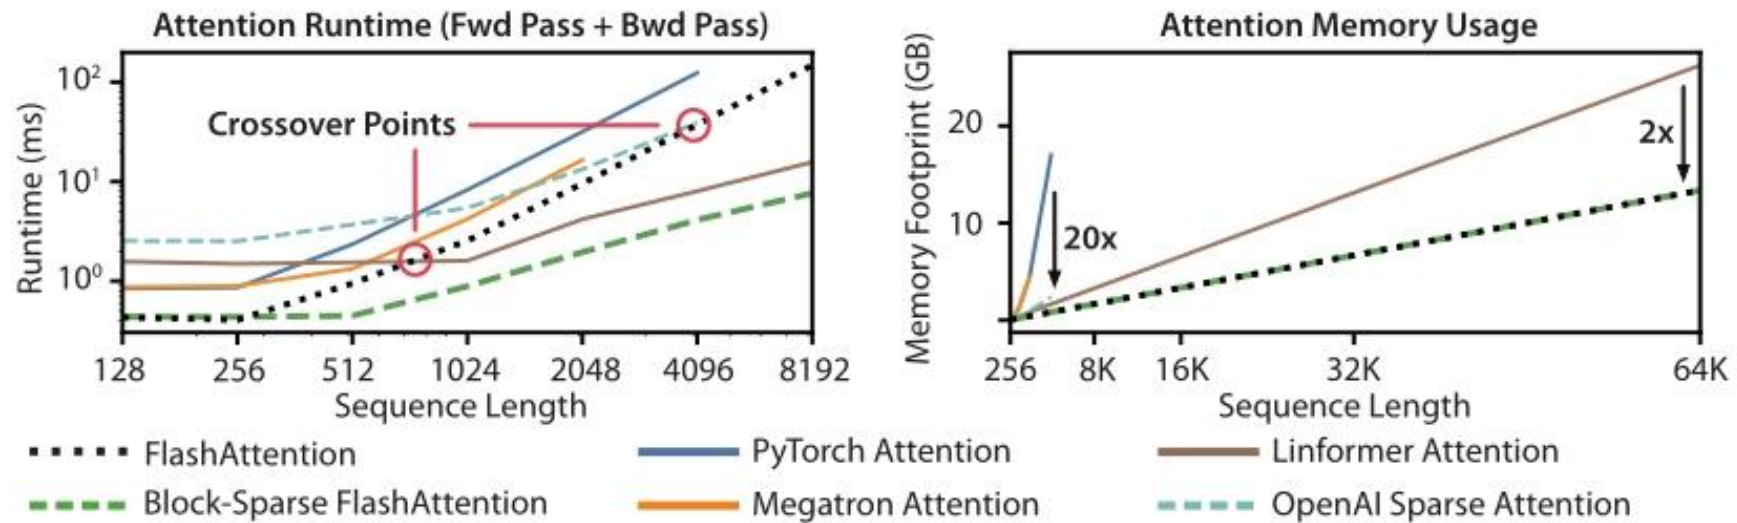 Attention Runtime (Fwd Pass + Bwd Pass)
Runtime (ms)
10²
10¹
10⁰
Crossover Points
128 256 512 1024 2048 4096 8192
Sequence Length
Attention Memory Usage
Memory Footprint (GB)
20
10
20x
2x
256 8K 16K 32K 64K
Sequence Length
FlashAttention PyTorch Attention Linformer Attention
Block-Sparse FlashAttention Megatron Attention OpenAI Sparse Attention